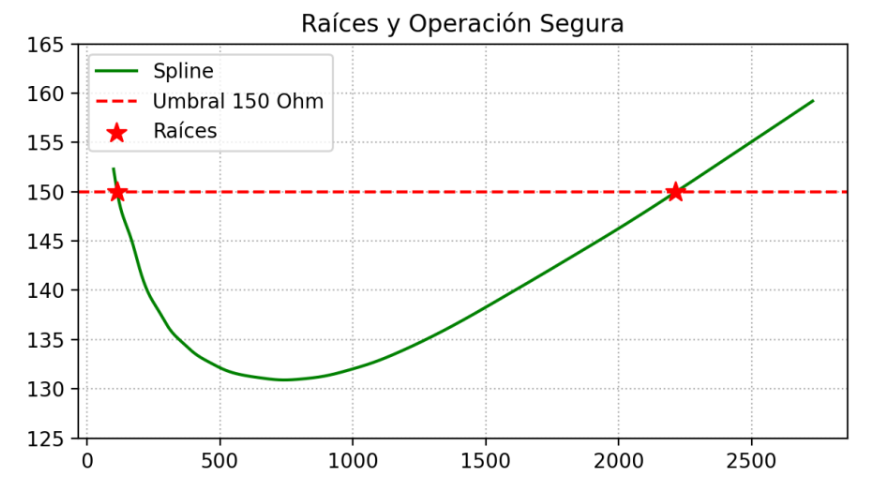 Raíces y Operación Segura
165
160
155
150
145
140
135
130
125
Spline
Umbral 150 Ohm
Raíces
0 500 1000 1500 2000 2500